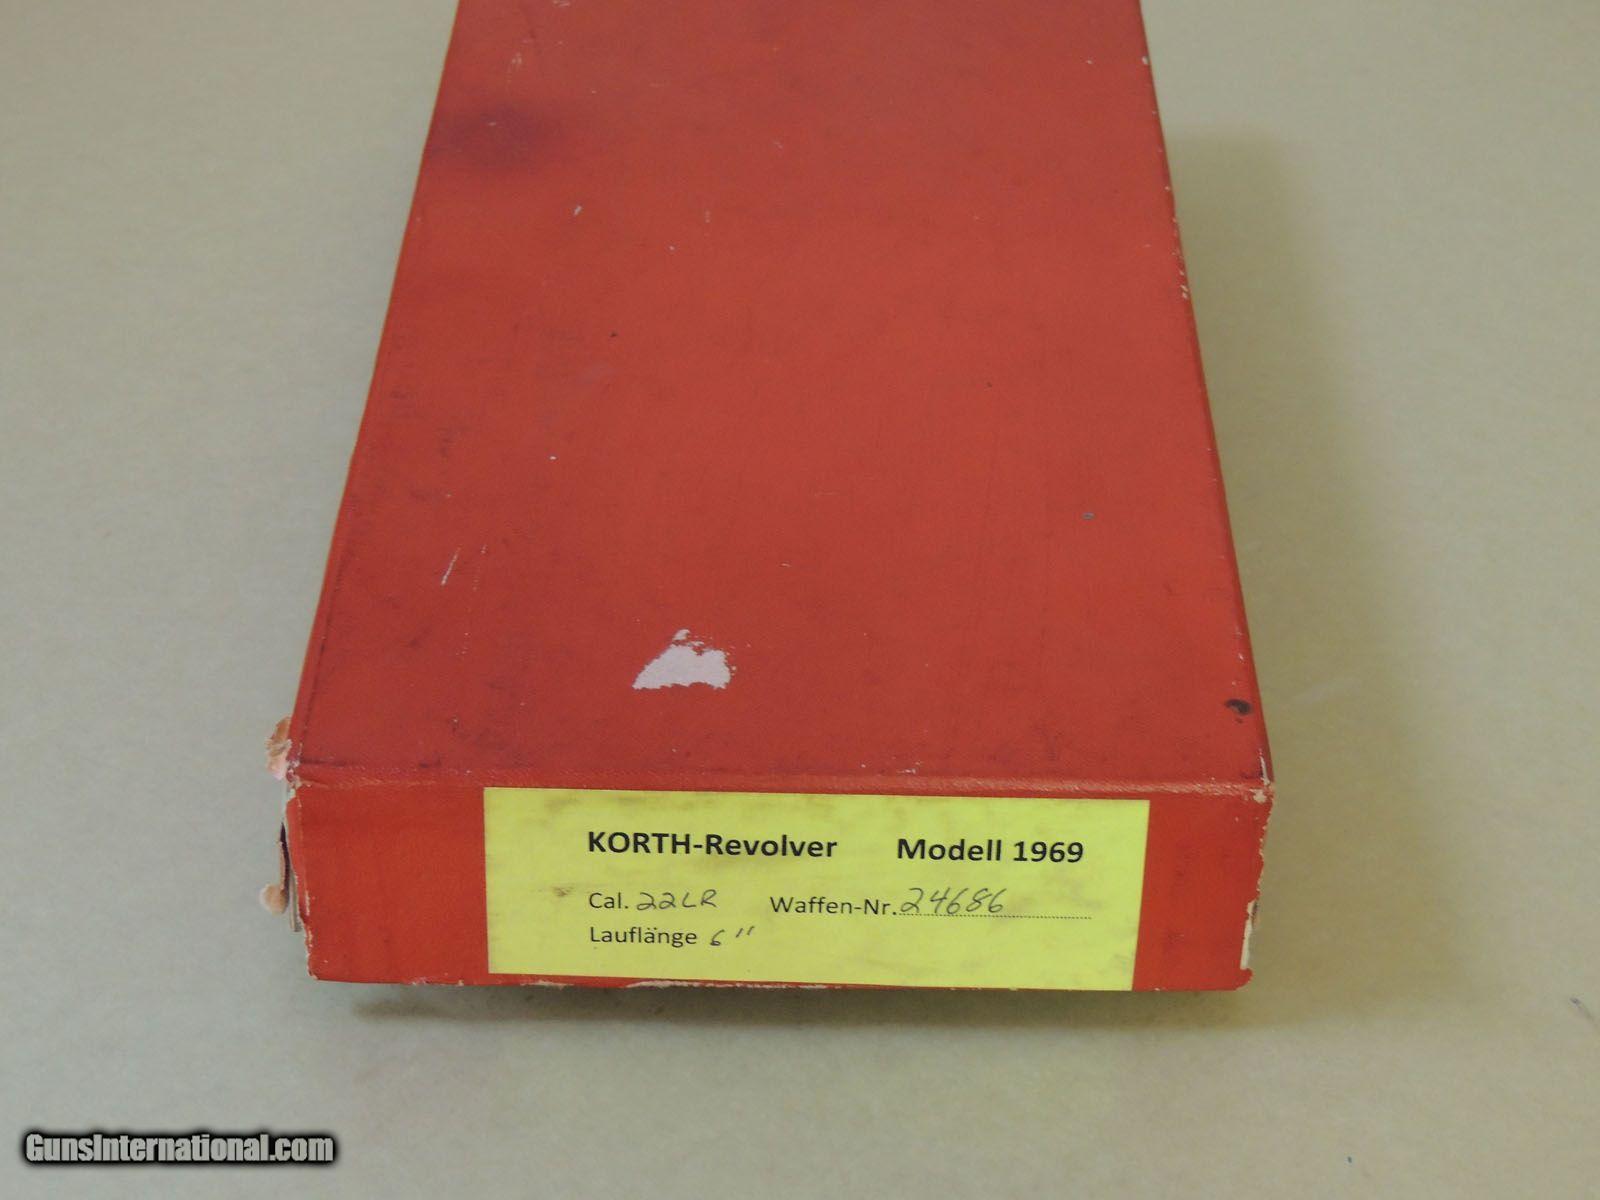 KORTH-Revolver Modell 1969
Cal. 22LR Waffen-Nr. 24686
Lauflänge 6"
GunsInternational.com